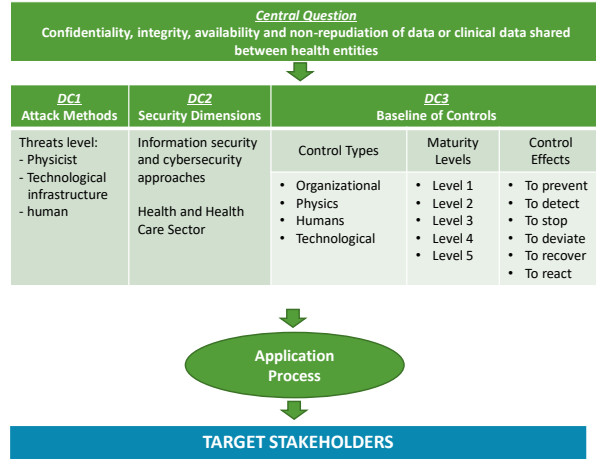 Central Question
Confidentiality, integrity, availability and non-repudiation of data or clinical data shared
between health entities
DC1
Attack Methods
DC2
Security Dimensions
DC3
Baseline of Controls
Threats level:
- Physicist
- Technological
infrastructure
- human
Information security
and cybersecurity
approaches
Health and Health
Care Sector
Control Types
• Organizational
• Physics
• Humans
• Technological
Maturity
Levels
• Level 1
• Level 2
• Level 3
• Level 4
• Level 5
Control
Effects
• To prevent
• To detect
• To stop
• To deviate
• To recover
• To react
Application
Process
TARGET STAKEHOLDERS